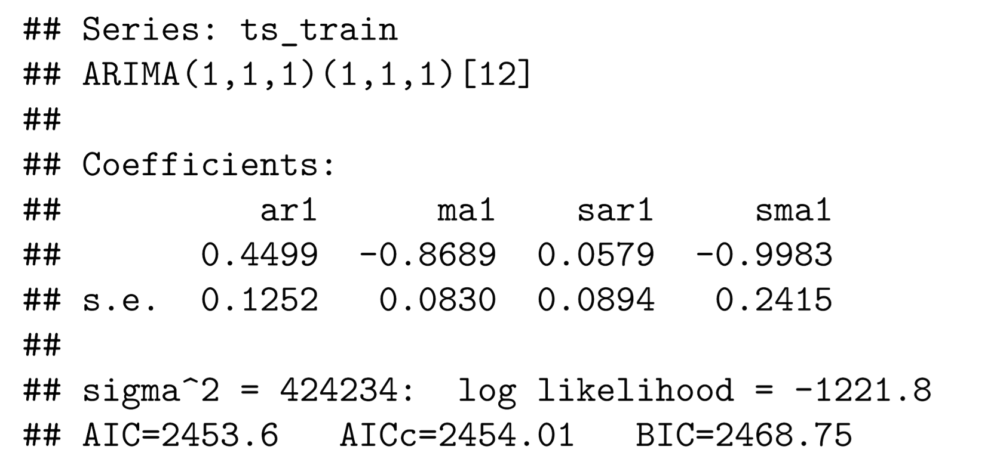 ## Series: ts_train
## ARIMA(1,1,1)(1,1,1)[12]
##
## Coefficients:
##          ar1      ma1    sar1     sma1
##       0.4499  -0.8689  0.0579  -0.9983
## s.e.  0.1252   0.0830  0.0894   0.2415
##
## sigma^2 = 424234:  log likelihood = -1221.8
## AIC=2453.6   AICc=2454.01   BIC=2468.75